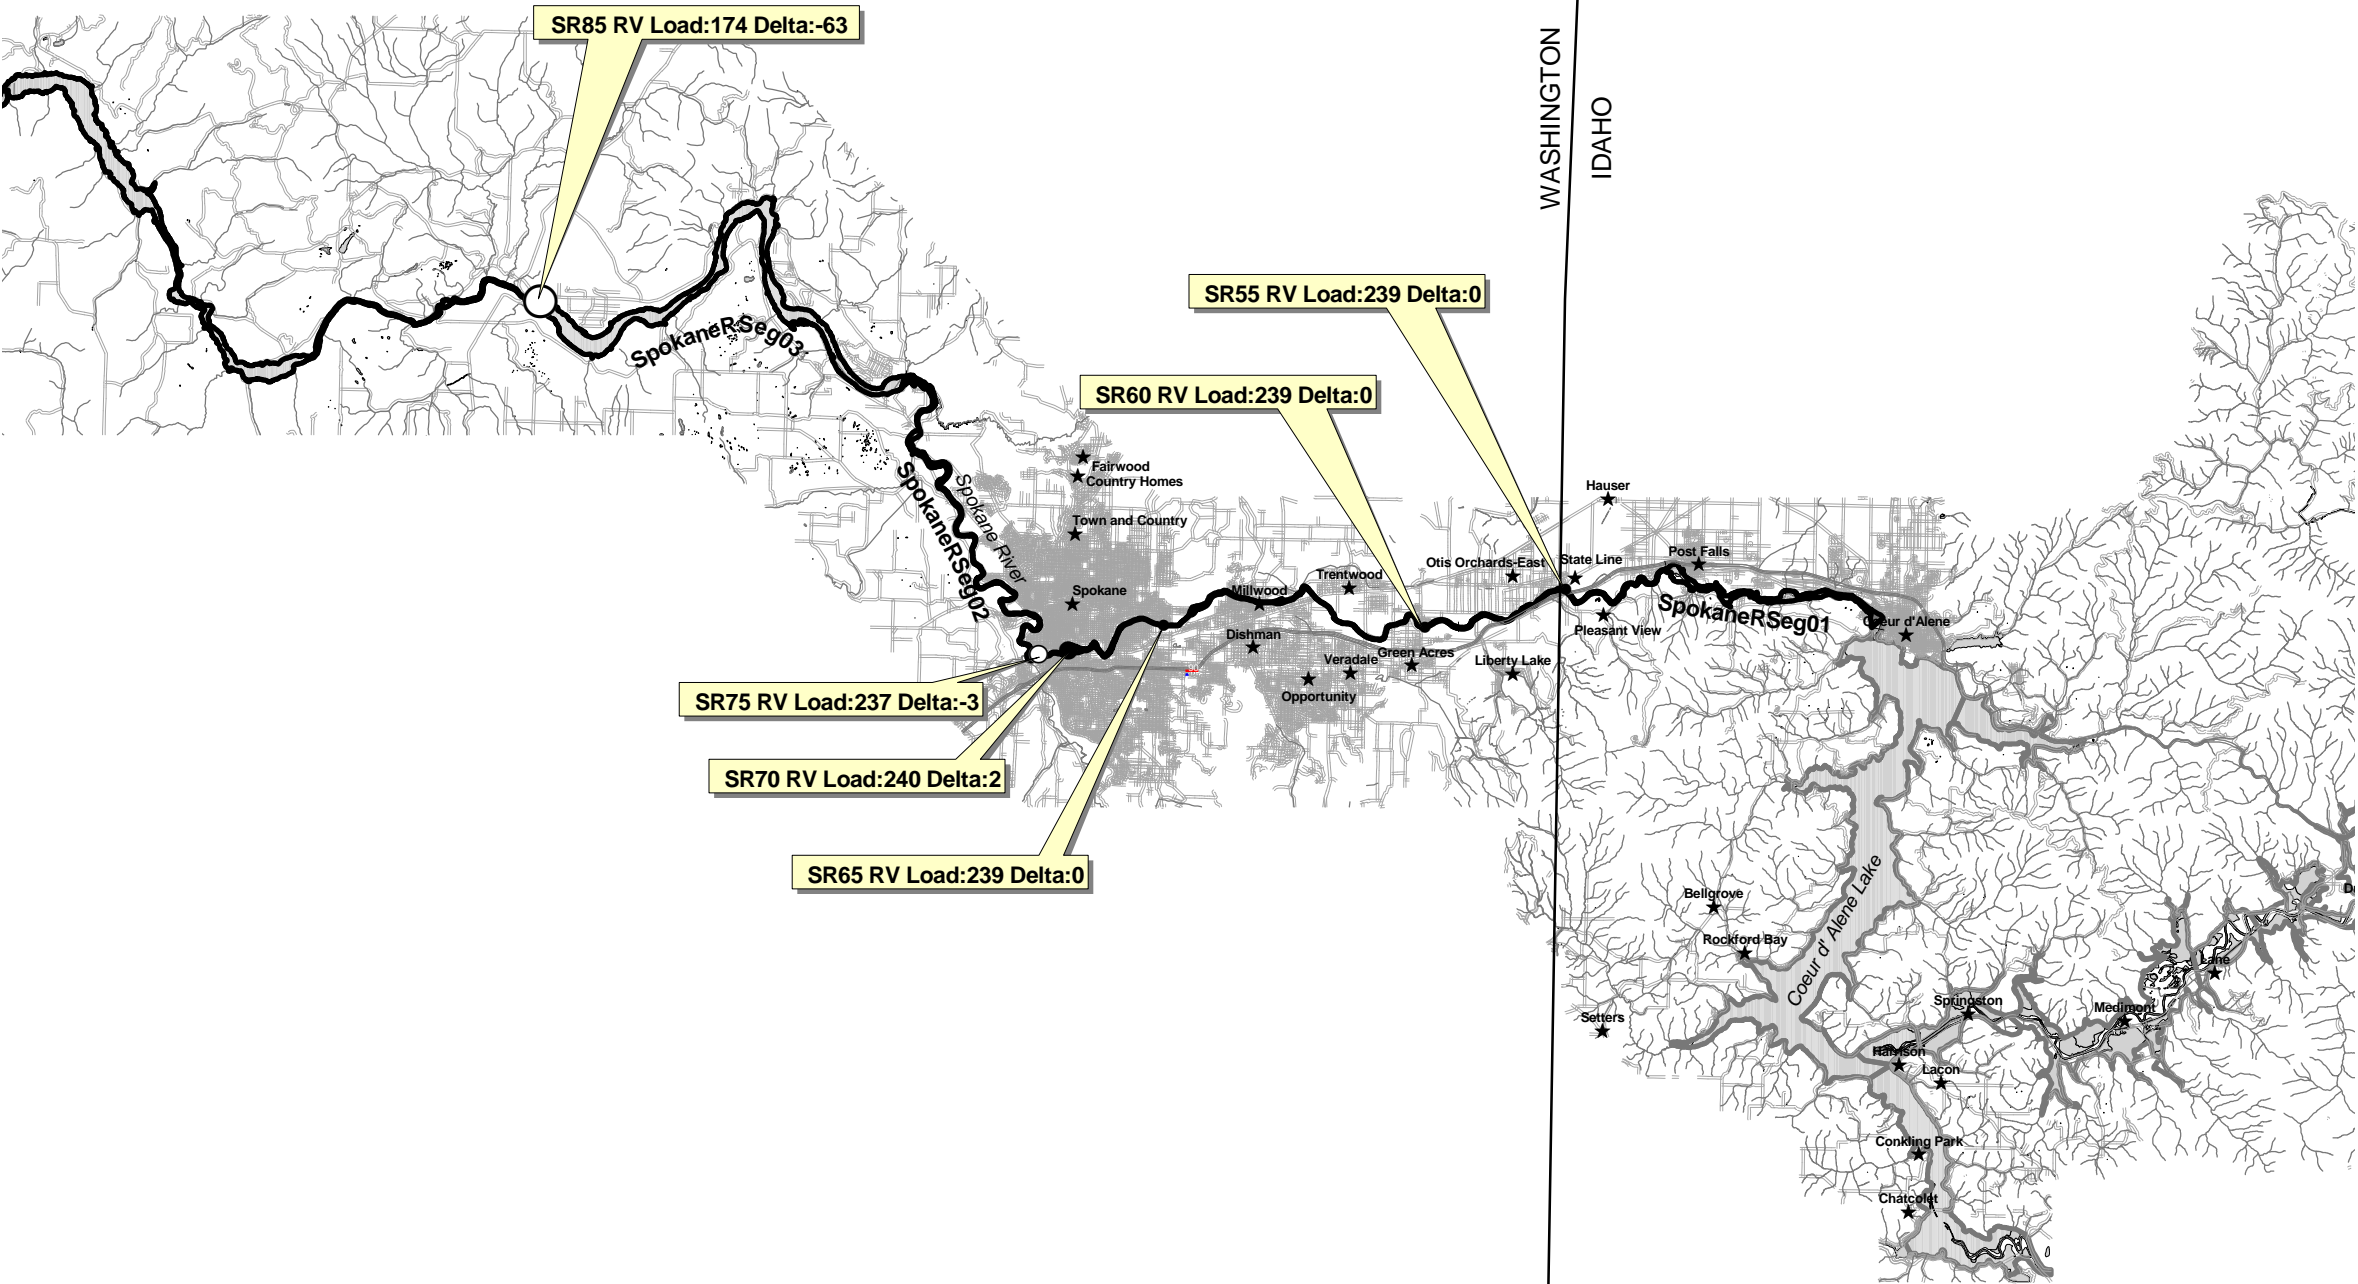 SR85 RV Load:174 Delta:-63
WASHINGTON
IDAHO
SR55 RV Load:239 Delta:0
SpokaneRSeg03
SR60 RV Load:239 Delta:0
Fairwood
Country Homes
SpokaneRSeg02
Spokane River
Hauser
Town and Country
Otis Orchards-East
State Line
Post Falls
Trentwood
Spokane
Millwood
SpokaneRSeg01
Coeur d'Alene
Pleasant View
Dishman
Green Acres
Veradale
Liberty Lake
Opportunity
SR75 RV Load:237 Delta:-3
SR70 RV Load:240 Delta:2
SR65 RV Load:239 Delta:0
Coeur d' Alene Lake
Bellgrove
Rockford Bay
Lane
Springston
Medimont
Setters
Harrison
Lacon
Conkling Park
Chatcolet